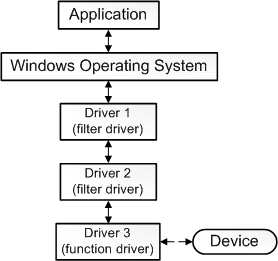 Application
Windows Operating System
Driver 1
(filter driver)
Driver 2
(filter driver)
Driver 3
(function driver)
Device